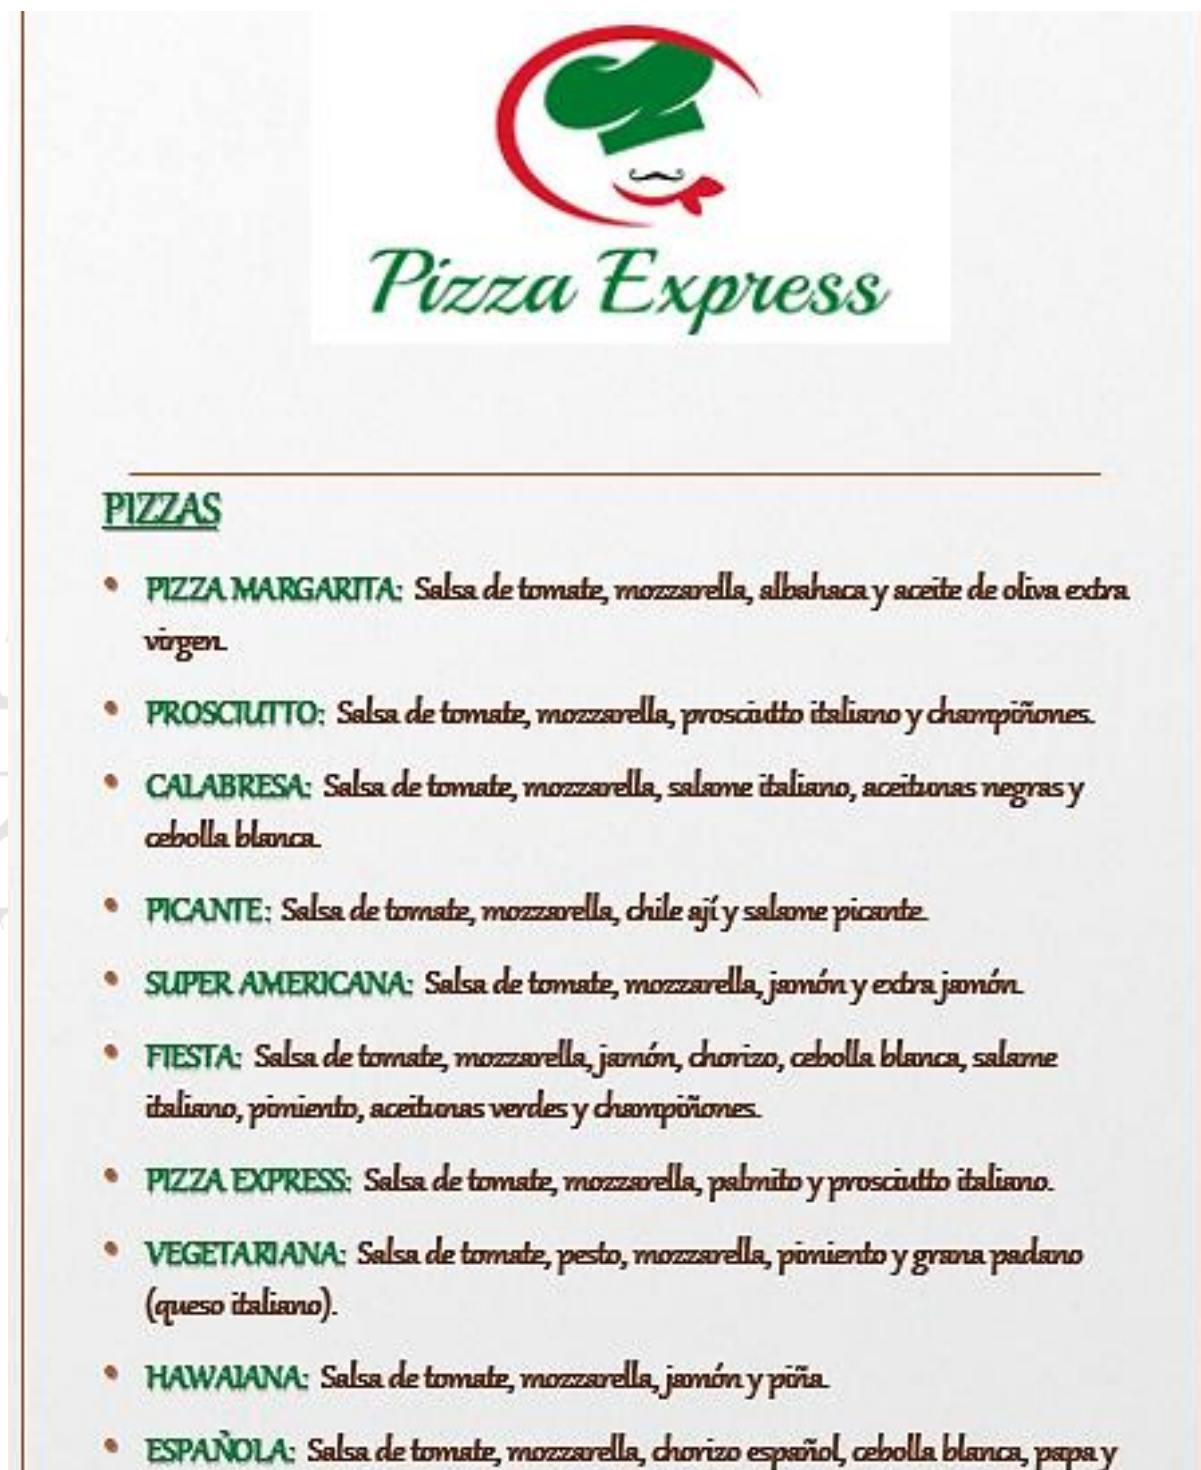 Pizza Express
PIZZAS
• PIZZA MARGARITA: Salsa de tomate, mozzarella, albahaca y aceite de oliva extra
virgen.
• PROSCIUTTO: Salsa de tomate, mozzarella, prosciutto italiano y champiñones.
• CALABRESA: Salsa de tomate, mozzarella, salame italiano, aceitunas negras y
cebolla blanca.
• PICANTE: Salsa de tomate, mozzarella, chile ají y salame picante.
• SUPER AMERICANA: Salsa de tomate, mozzarella, jamón y extra jamón.
• FIESTA: Salsa de tomate, mozzarella, jamón, chorizo, cebolla blanca, salame
italiano, pimiento, aceitunas verdes y champiñones.
• PIZZA EXPRESS: Salsa de tomate, mozzarella, palmito y prosciutto italiano.
• VEGETARIANA: Salsa de tomate, pesto, mozzarella, pimiento y grana padano
(queso italiano).
• HAWAIANA: Salsa de tomate, mozzarella, jamón y piña.
• ESPAÑOLA: Salsa de tomate, mozzarella, chorizo español, cebolla blanca, papa y